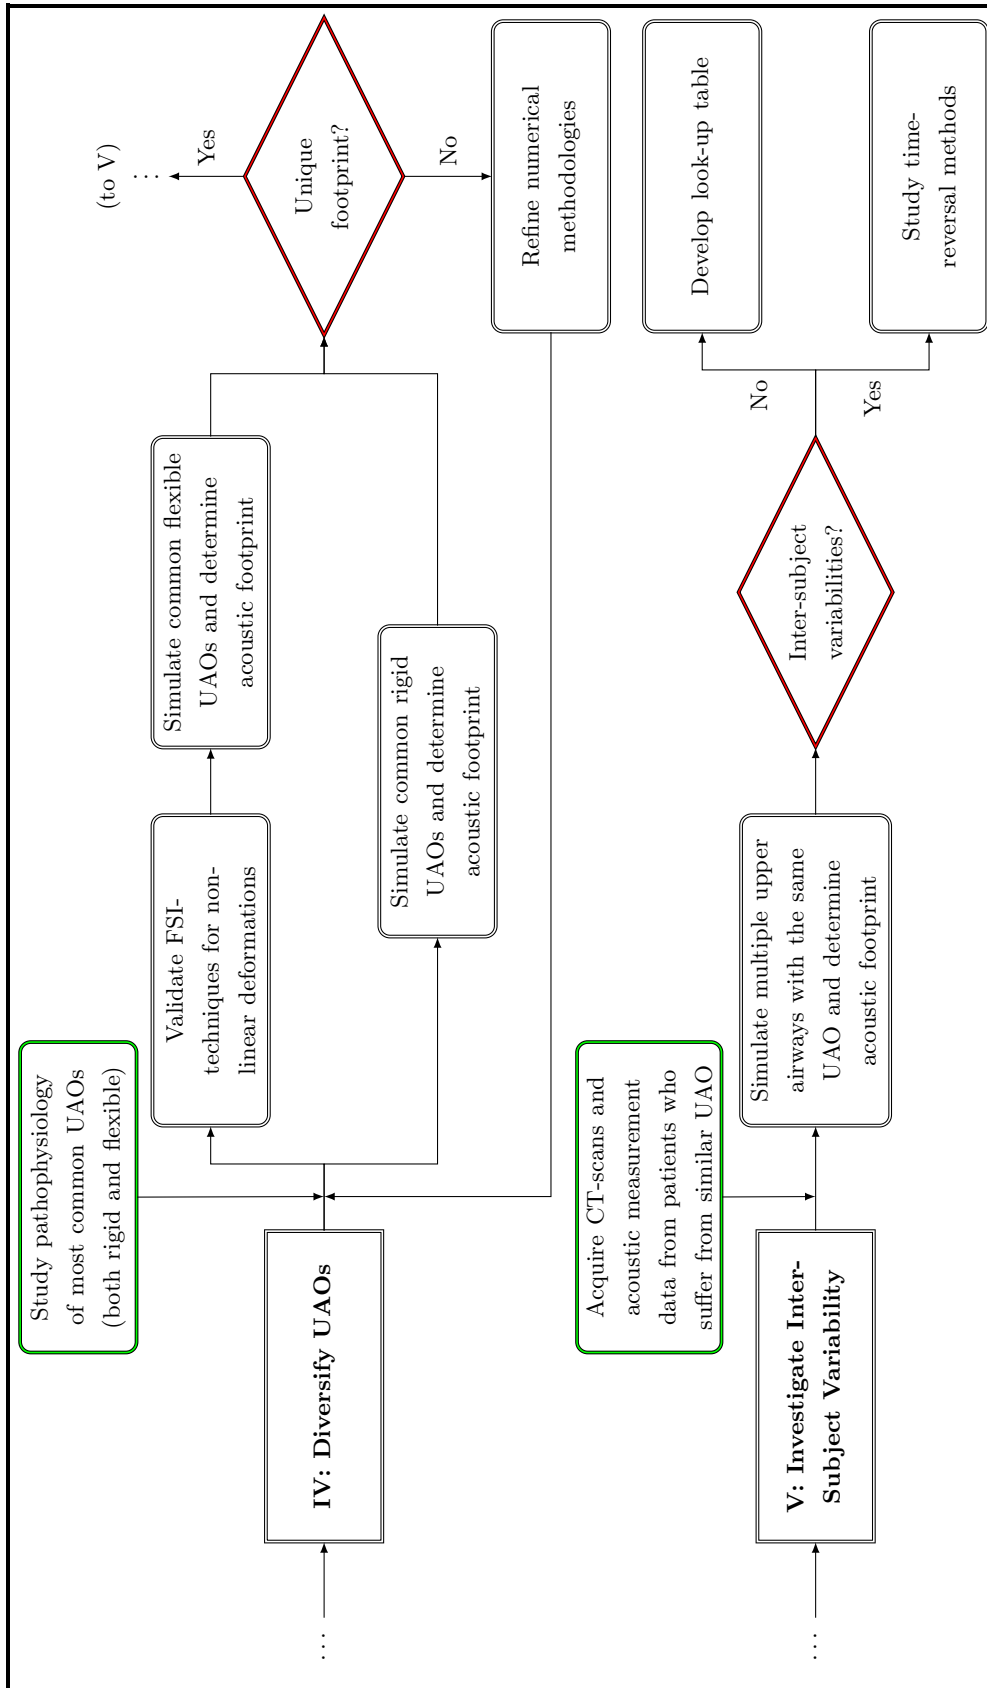 . . .
IV: Diversify UAOs
Study pathophysiology
of most common UAOs
(both rigid and flexible)
Validate FSI-
techniques for non-
linear deformations
Simulate common flexible
UAOs and determine
acoustic footprint
Simulate common rigid
UAOs and determine
acoustic footprint
Unique
footprint?
Yes
. . .
(to V)
No
Refine numerical
methodologies
. . .
V: Investigate Inter-
Subject Variability
Acquire CT-scans and
acoustic measurement
data from patients who
suffer from similar UAO
Simulate multiple upper
airways with the same
UAO and determine
acoustic footprint
Inter-subject
variabilities?
No
Develop look-up table
Yes
Study time-
reversal methods